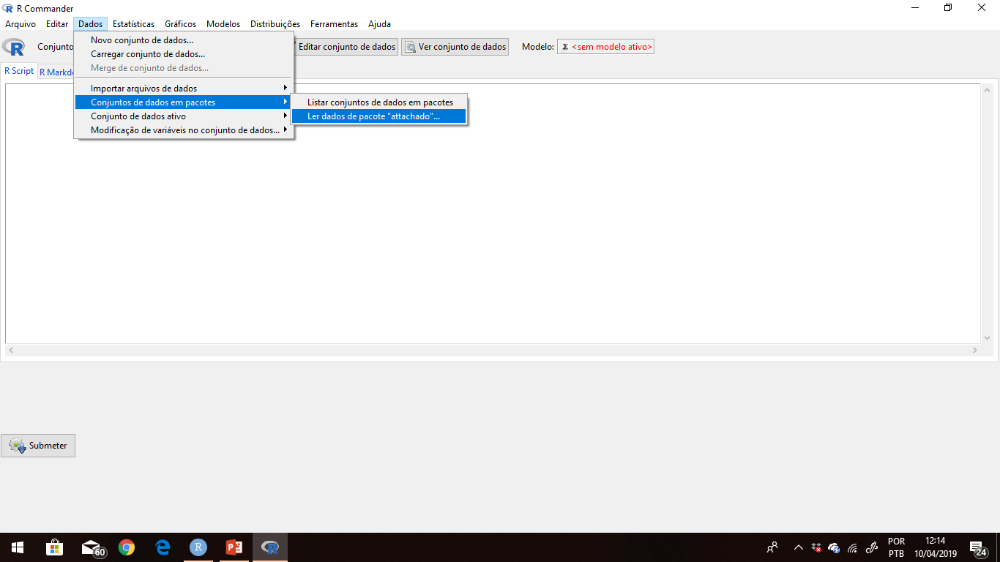 R Commander
Arquivo Editar Dados Estatísticas Gráficos Modelos Distribuições Ferramentas Ajuda
Conjunto Editar conjunto de dados Ver conjunto de dados Modelo: Σ <sem modelo ativo>
R Script R Markd
Novo conjunto de dados...
Carregar conjunto de dados...
Merge de conjunto de dados...
Importar arquivos de dados
Conjuntos de dados em pacotes
Conjunto de dados ativo
Modificação de variáveis no conjunto de dados...
Listar conjuntos de dados em pacotes
Ler dados de pacote "attachado"...
Submeter
60
POR
PTB
12:14
10/04/2019
24